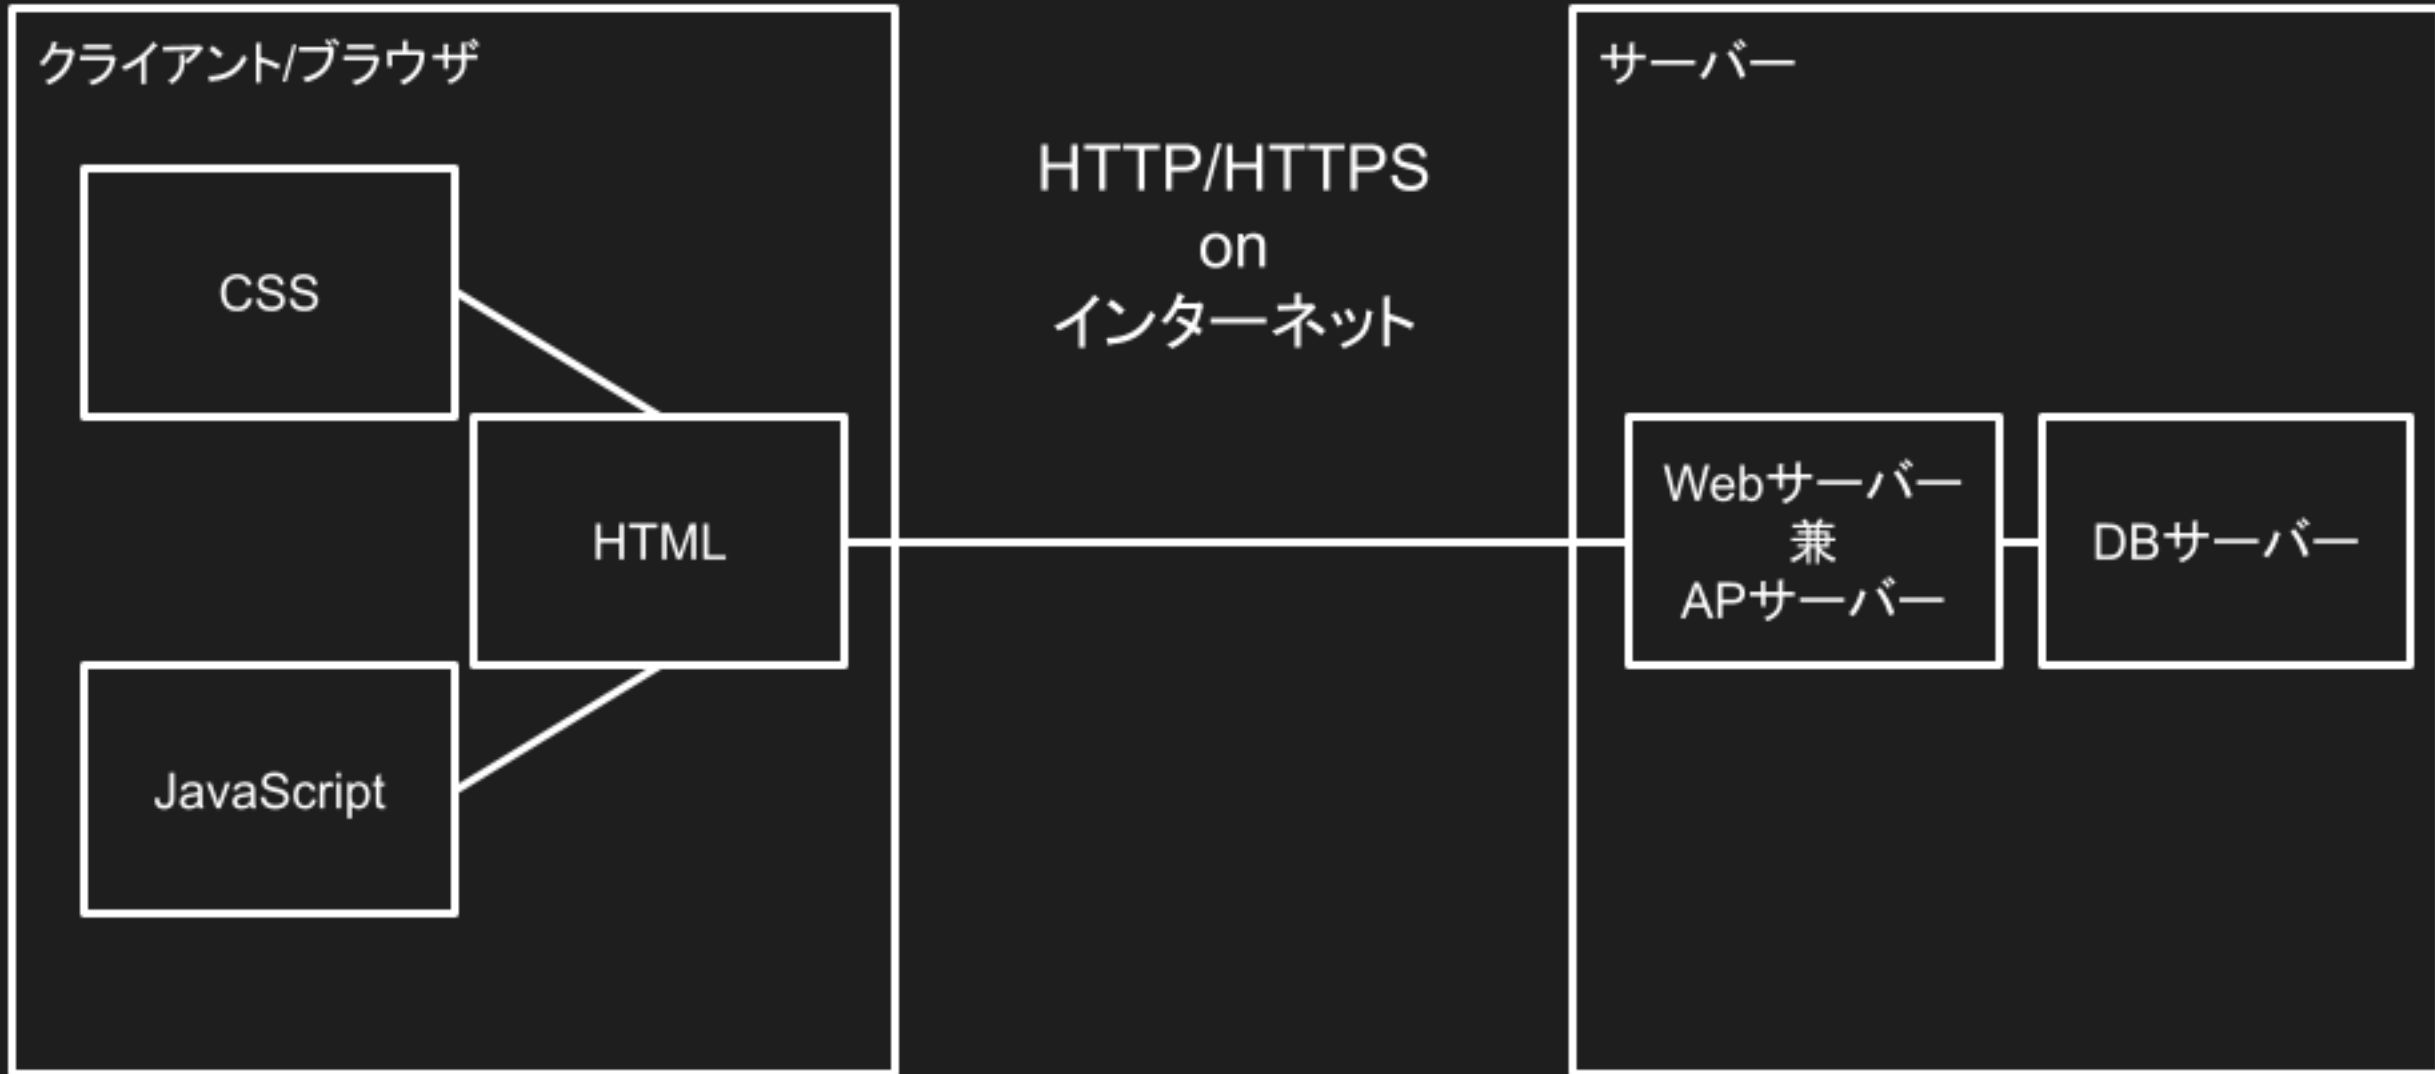 クライアント/ブラウザ
CSS
HTML
JavaScript
HTTP/HTTPS
on
インターネット
サーバー
Webサーバー
兼
APサーバー
DBサーバー